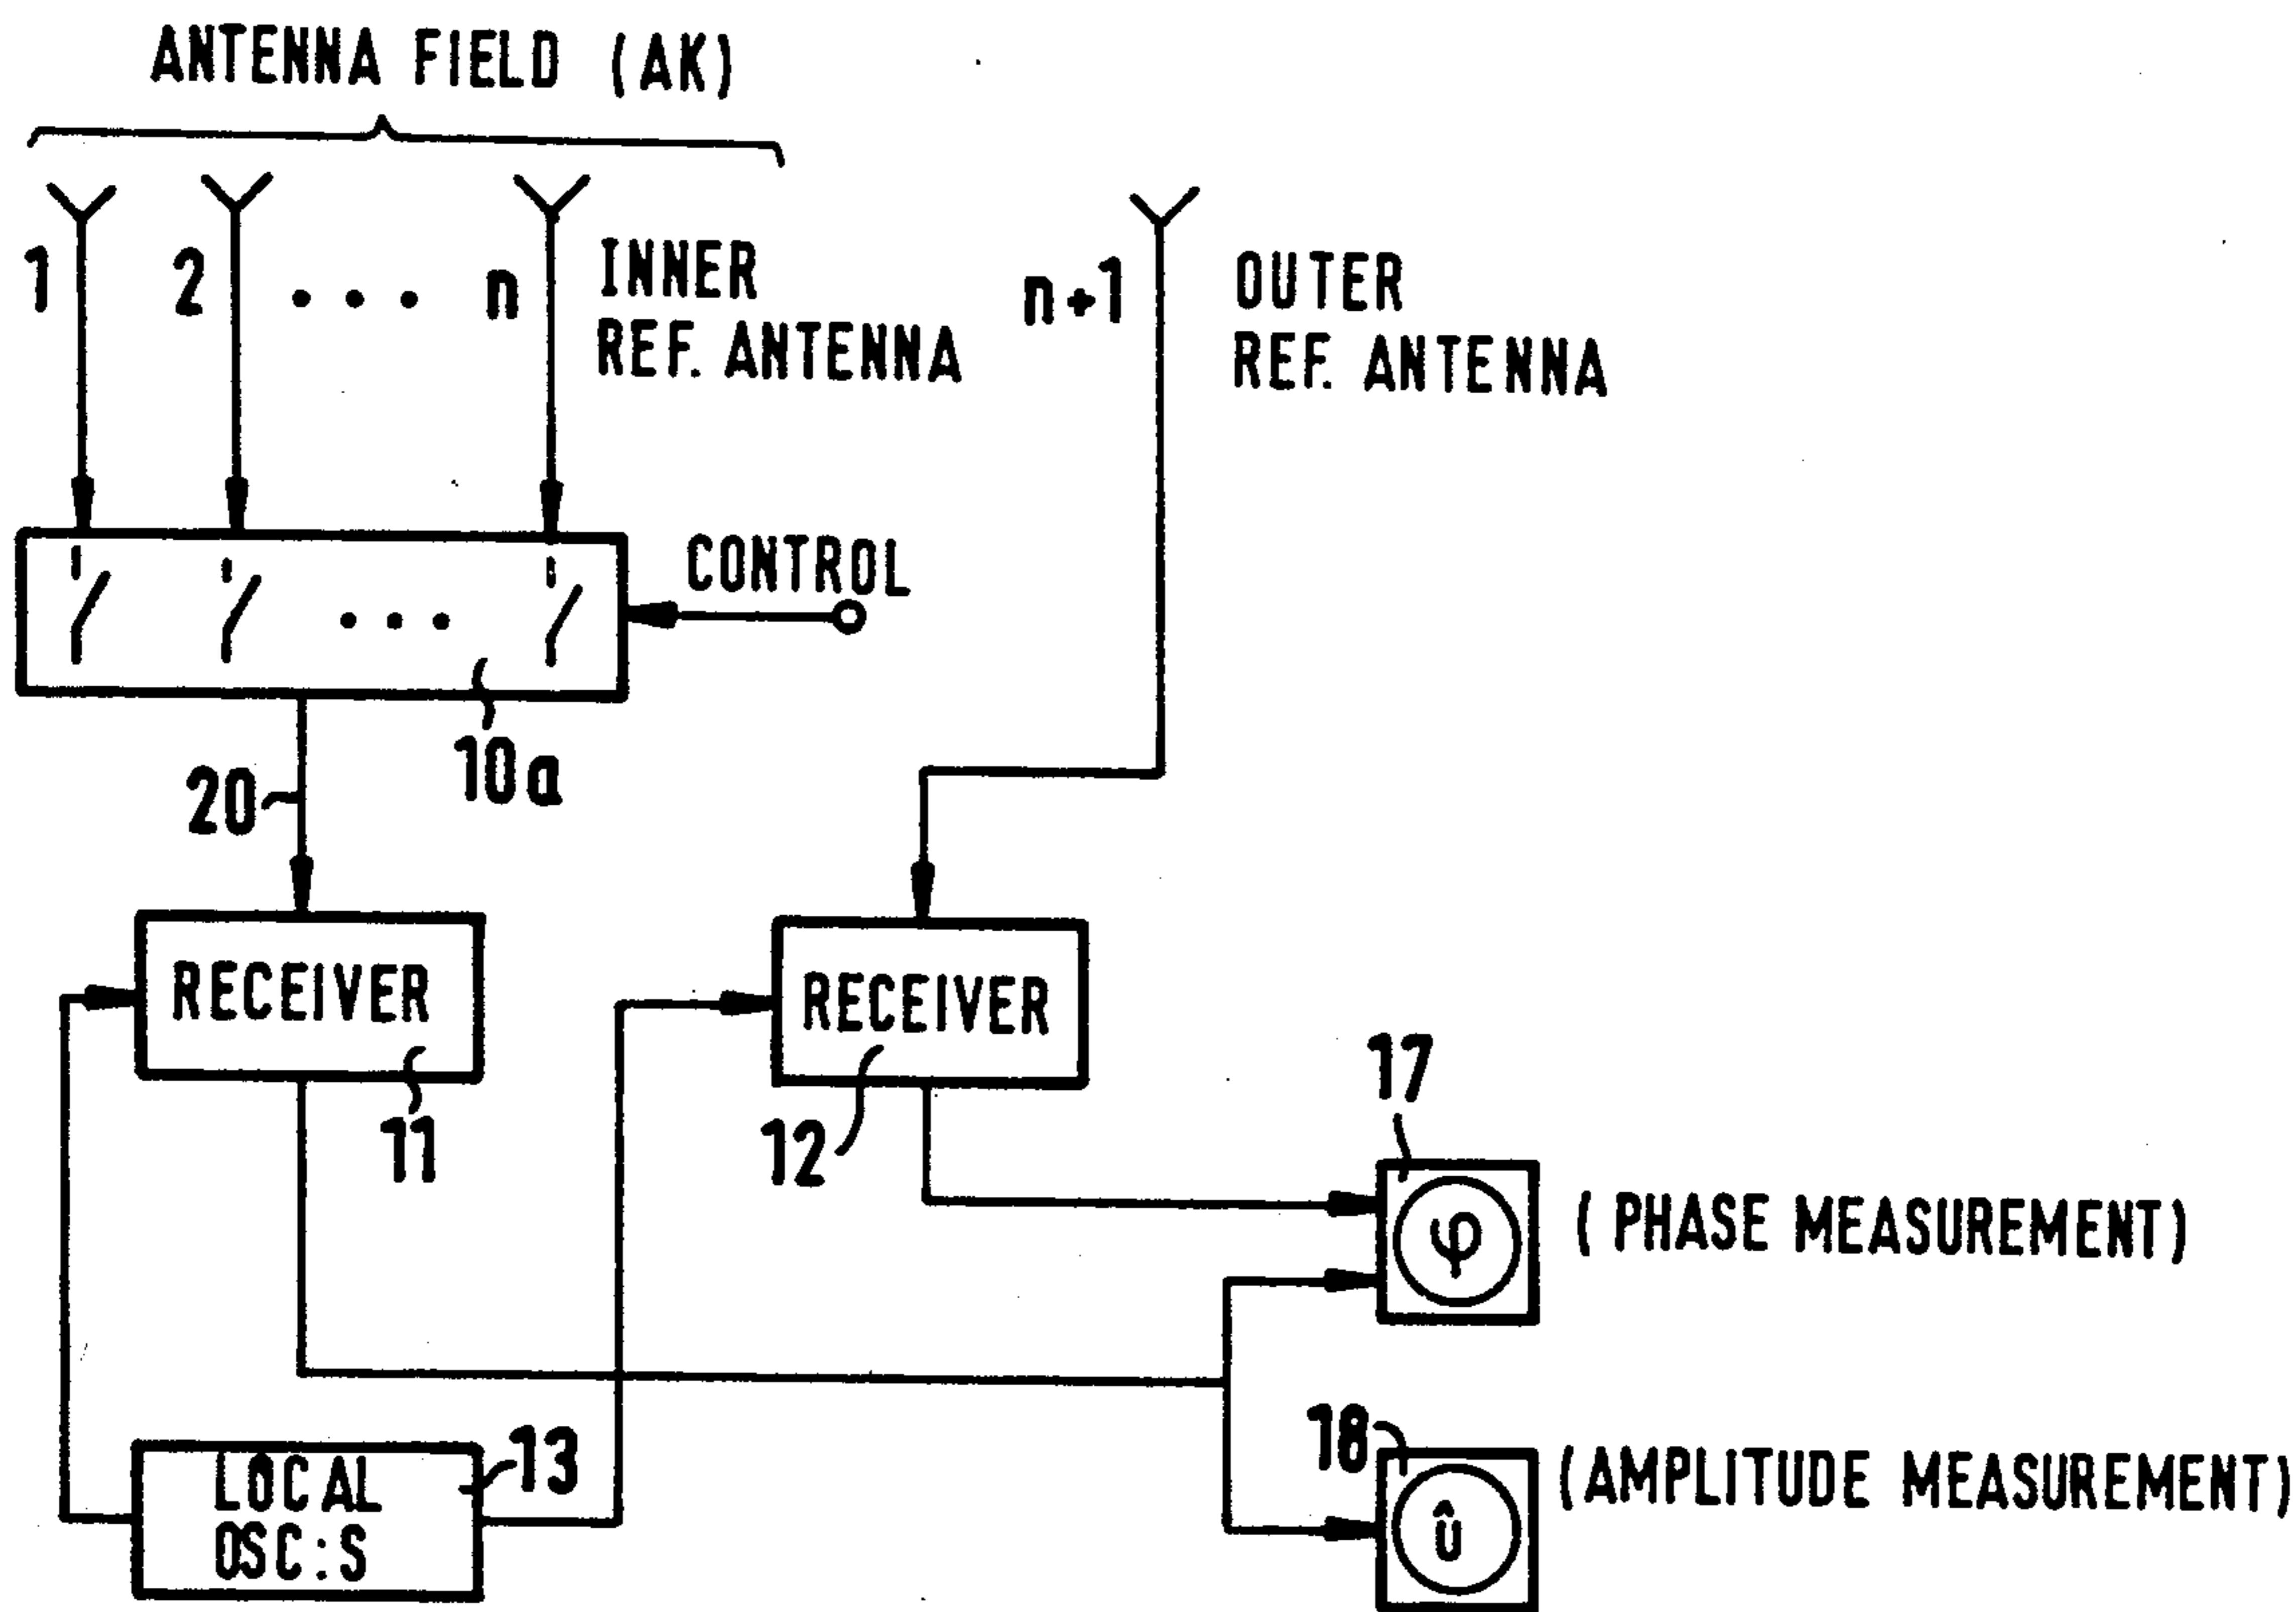 ANTENNA FIELD (AK)
1
2
...
n
INNER
REF. ANTENNA
n+1
OUTER
REF. ANTENNA
CONTROL
...
10a
20
RECEIVER
11
RECEIVER
12
17
φ
(PHASE MEASUREMENT)
LOCAL
OSC:S
13
18
û
(AMPLITUDE MEASUREMENT)